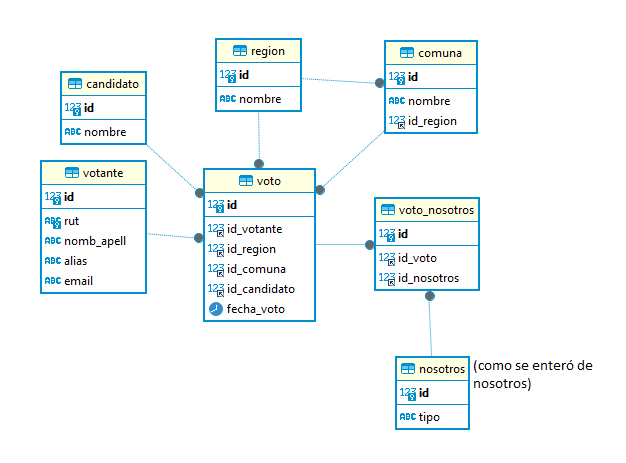 region
123 id
ABC nombre
comuna
123 id
ABC nombre
123 id_region
candidato
123 id
ABC nombre
votante
123 id
ABC rut
ABC nomb_apell
ABC alias
ABC email
voto
123 id
123 id_votante
123 id_region
123 id_comuna
123 id_candidato
fecha_voto
voto_nosotros
123 id
123 id_voto
123 id_nosotros
nosotros
123 id
ABC tipo
(como se enteró de
nosotros)